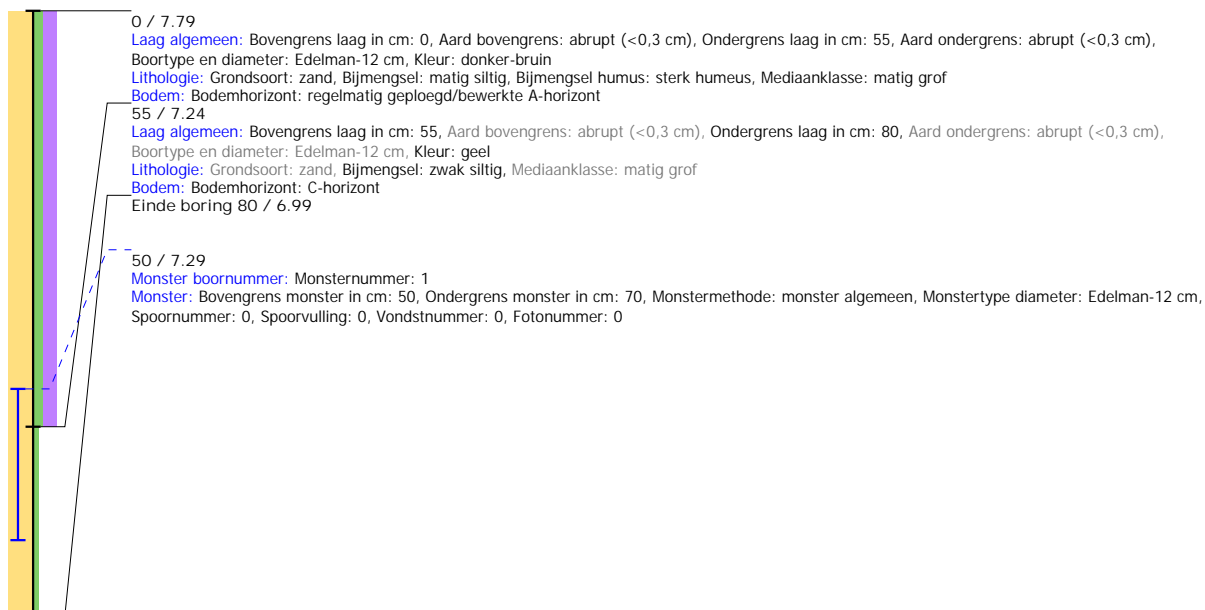 0 / 7.79
Laag algemeen: Bovengrens laag in cm: 0, Aard bovengrens: abrupt (<0,3 cm), Ondergrens laag in cm: 55, Aard ondergrens: abrupt (<0,3 cm),
Boortype en diameter: Edelman-12 cm, Kleur: donker-bruin
Lithologie: Grondsoort: zand, Bijmengsel: matig siltig, Bijmengsel humus: sterk humeus, Mediaanklasse: matig grof
Bodem: Bodemhorizont: regelmatig geploegd/bewerkte A-horizont
55 / 7.24
Laag algemeen: Bovengrens laag in cm: 55, Aard bovengrens: abrupt (<0,3 cm), Ondergrens laag in cm: 80, Aard ondergrens: abrupt (<0,3 cm),
Boortype en diameter: Edelman-12 cm, Kleur: geel
Lithologie: Grondsoort: zand, Bijmengsel: zwak siltig, Mediaanklasse: matig grof
Bodem: Bodemhorizont: C-horizont
Einde boring 80 / 6.99
50 / 7.29
Monster boornummer: Monsternummer: 1
Monster: Bovengrens monster in cm: 50, Ondergrens monster in cm: 70, Monstermethode: monster algemeen, Monstertype diameter: Edelman-12 cm,
Spoornummer: 0, Spoorvulling: 0, Vondstnummer: 0, Fotonummer: 0